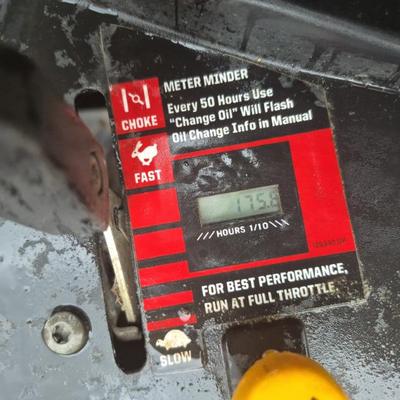 METER MINDER
Every 50 Hours Use
"Change Oil" Will Flash
Oil Change Info in Manual
CHOKE
FAST
175.8
HOURS 1/10
FOR BEST PERFORMANCE,
RUN AT FULL THROTTLE.
SLOW